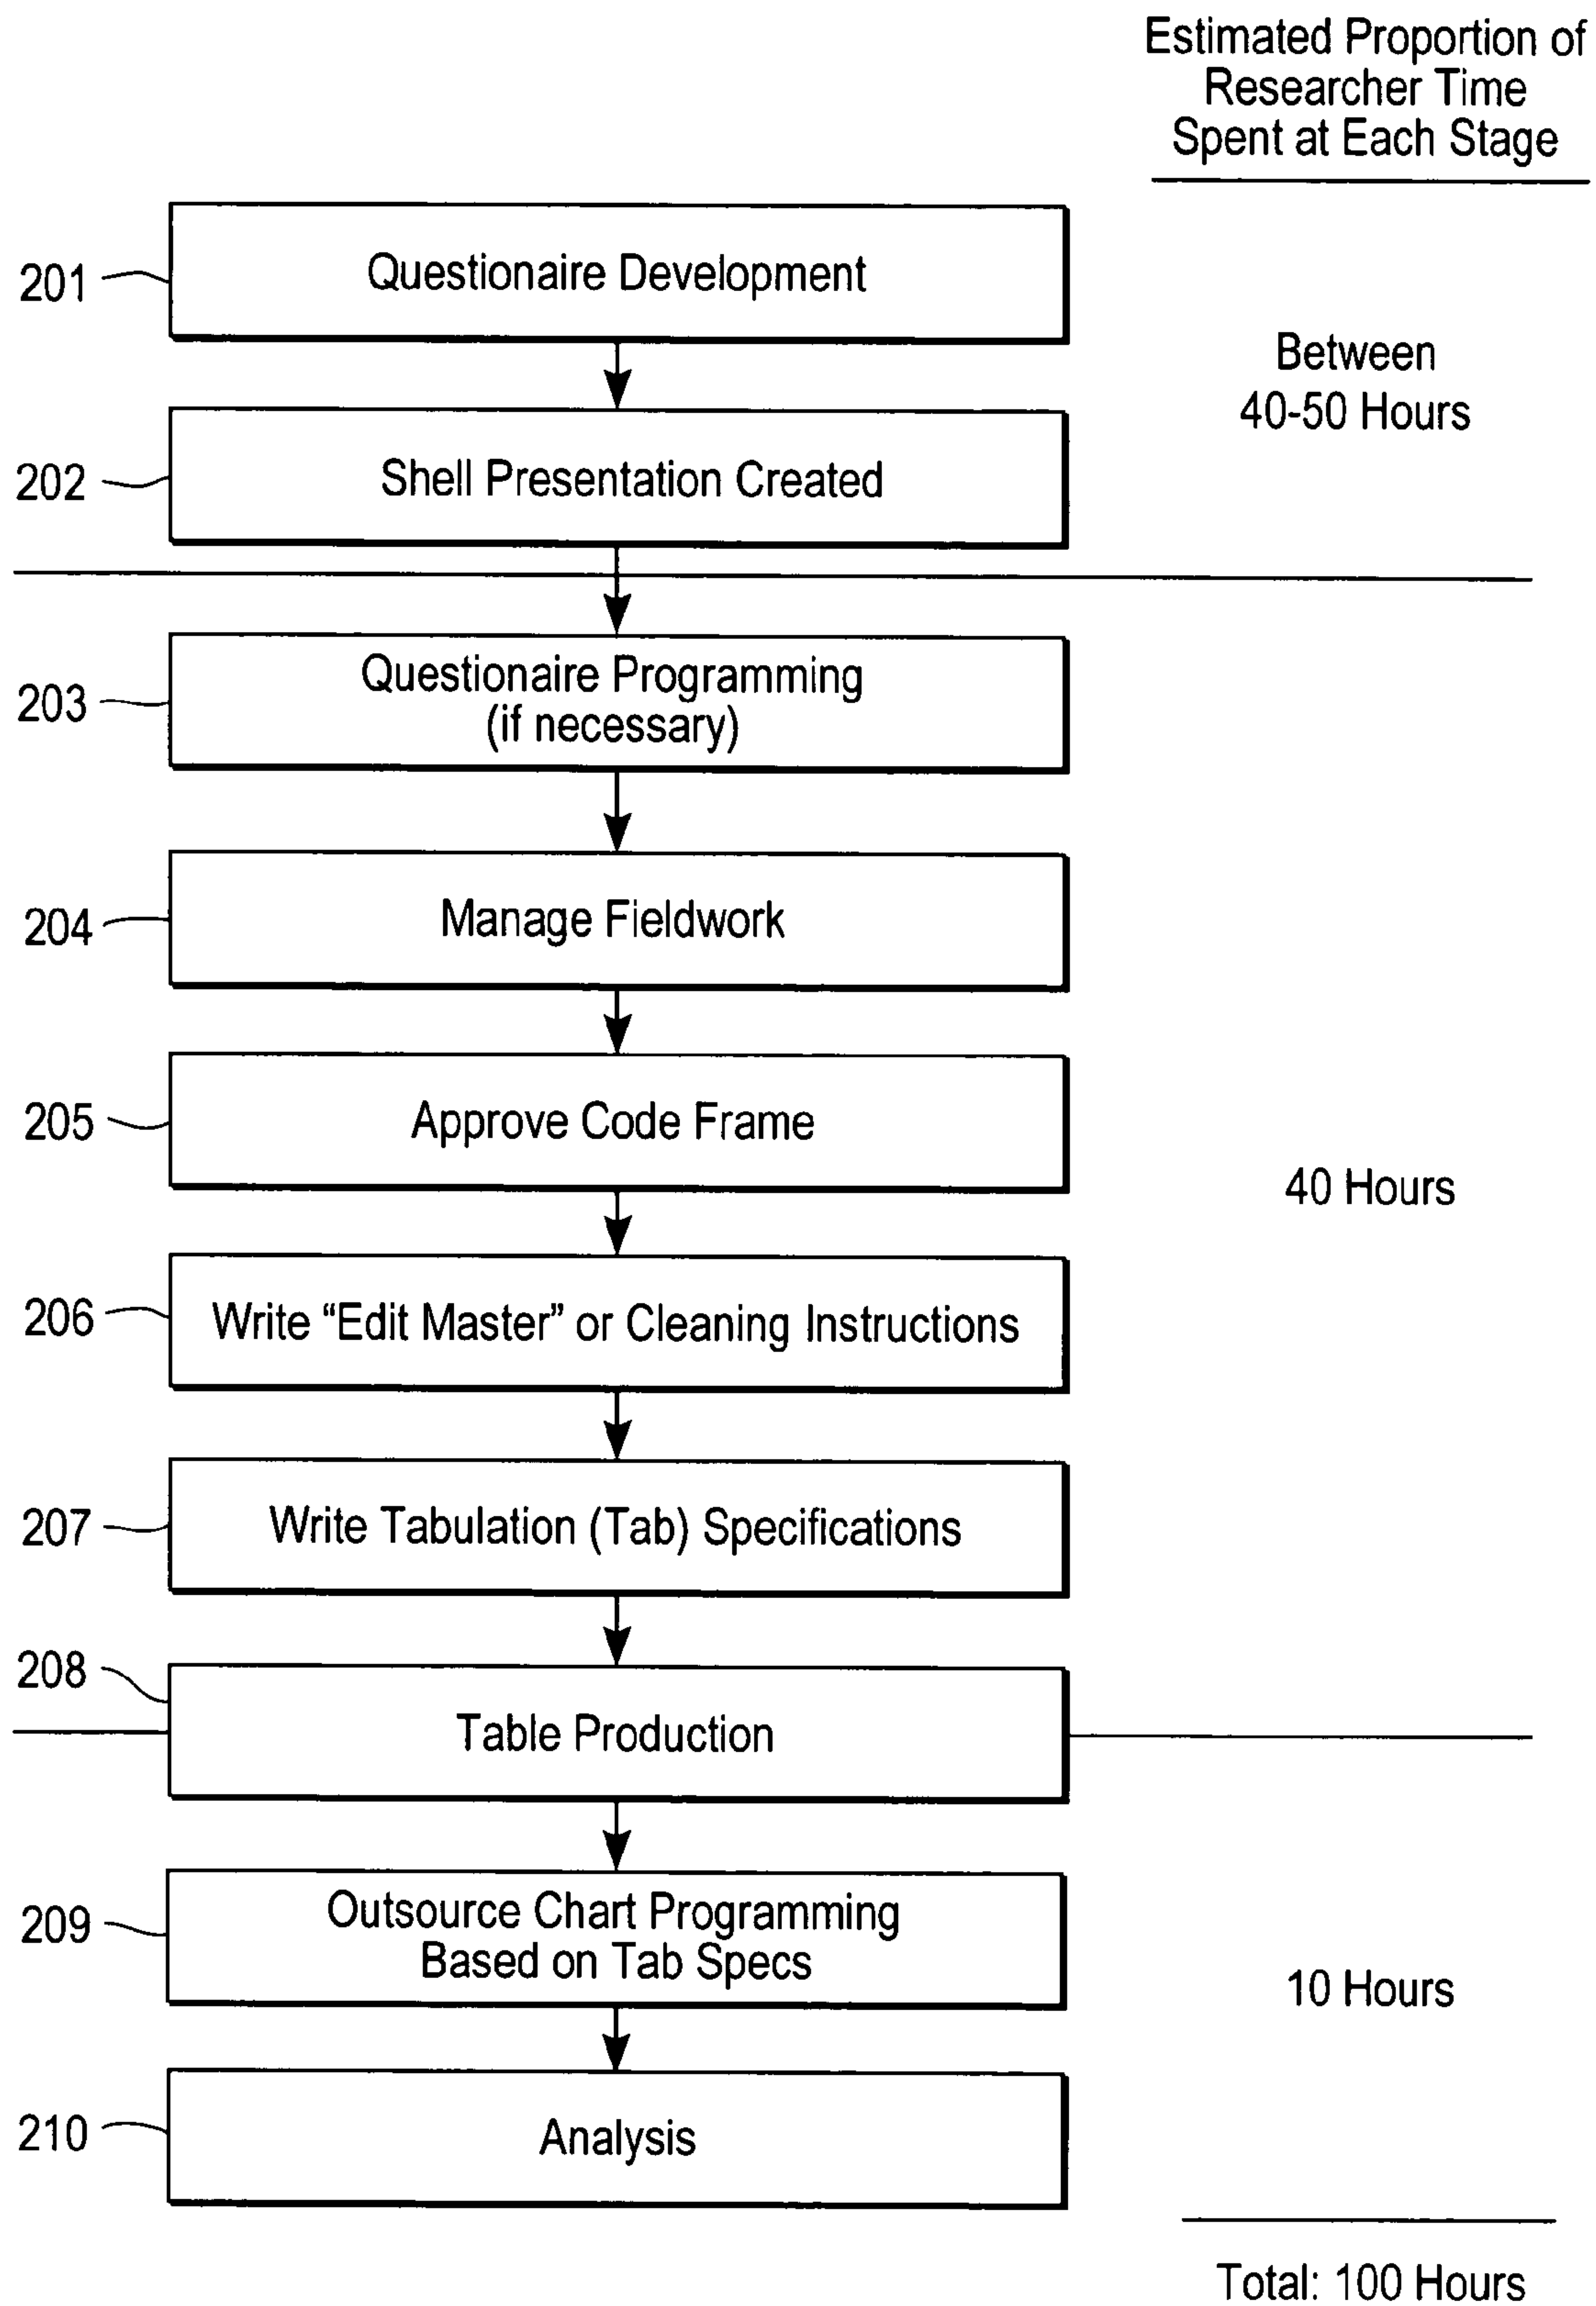 Estimated Proportion of
Researcher Time
Spent at Each Stage
201
Questionaire Development
Between
40-50 Hours
202
Shell Presentation Created
203
Questionaire Programming
(if necessary)
204
Manage Fieldwork
205
Approve Code Frame
40 Hours
206
Write “Edit Master” or Cleaning Instructions
207
Write Tabulation (Tab) Specifications
208
Table Production
209
Outsource Chart Programming
Based on Tab Specs
10 Hours
210
Analysis
Total: 100 Hours